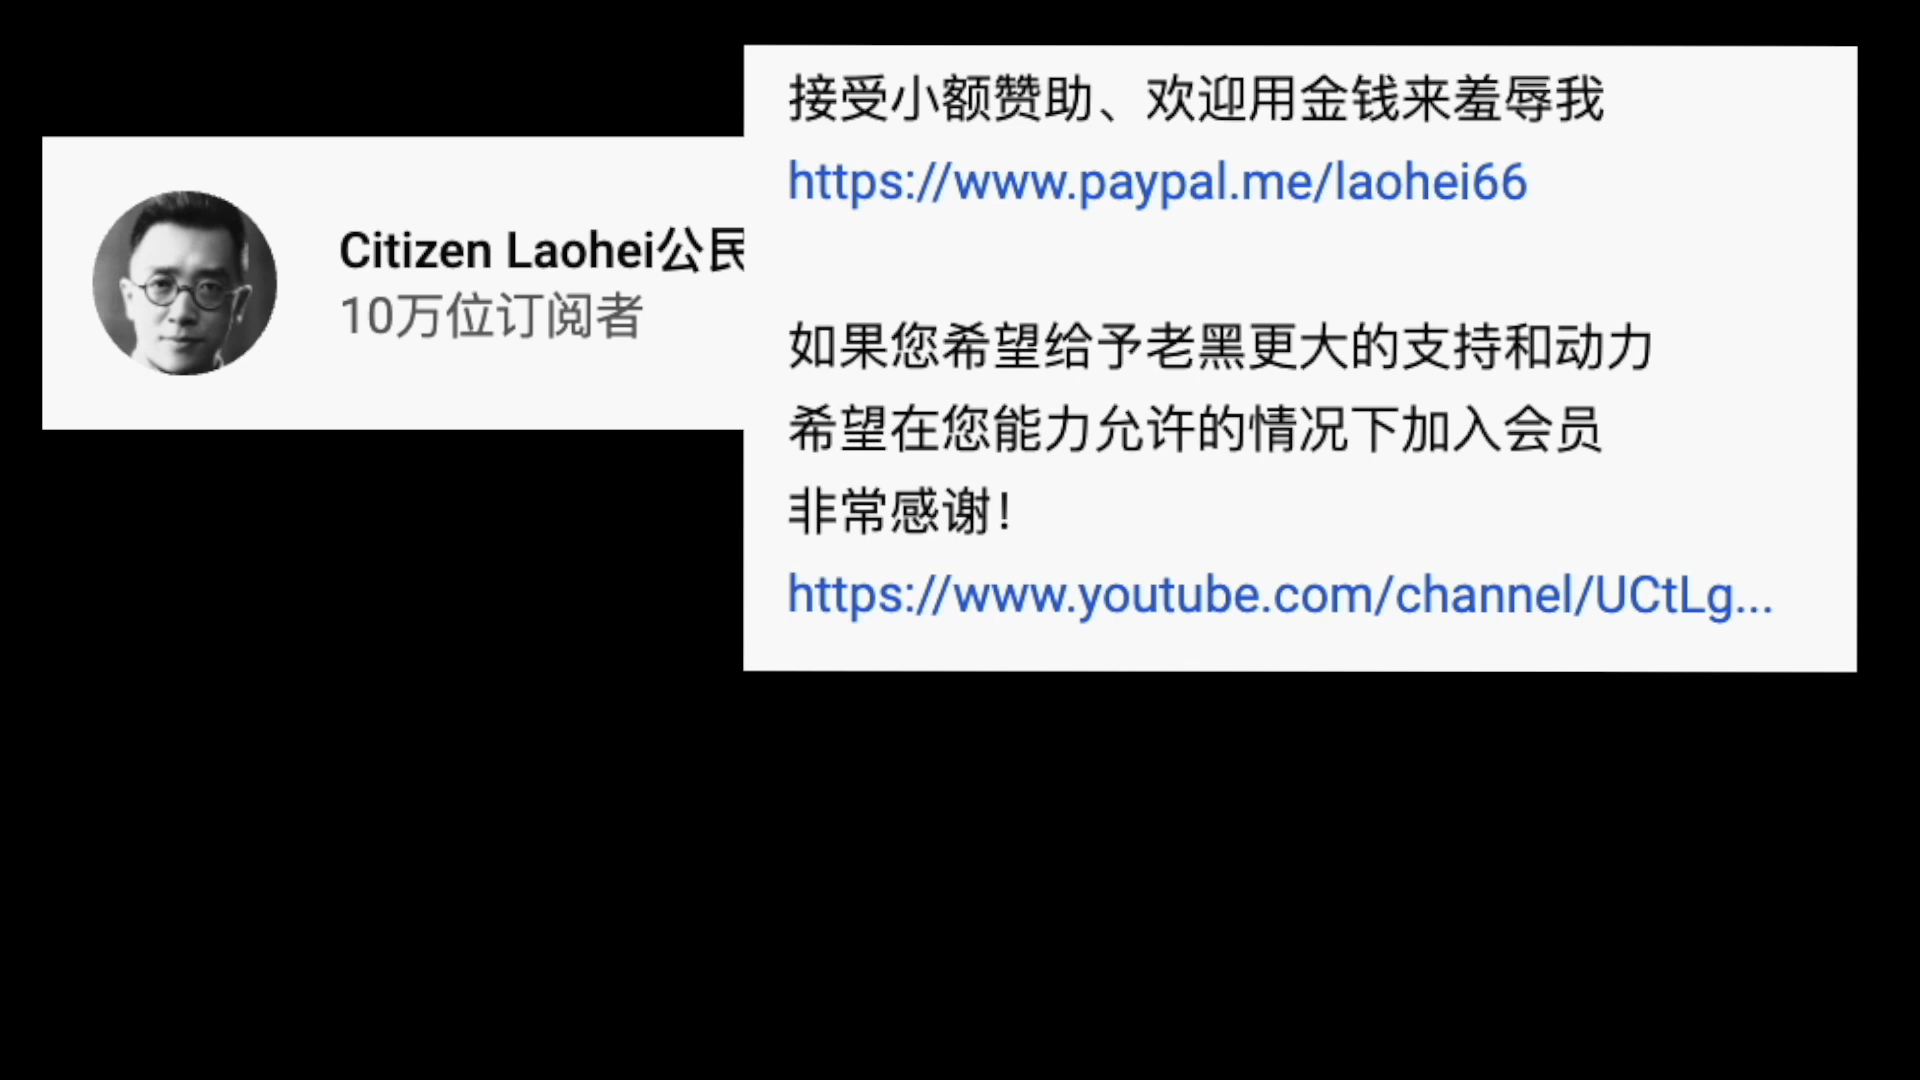 Citizen Laohei公民
10万位订阅者
接受小额赞助、欢迎用金钱来羞辱我
https://www.paypal.me/laohei66
如果您希望给予老黑更大的支持和动力
希望在您能力允许的情况下加入会员
非常感谢！
https://www.youtube.com/channel/UCtLg...